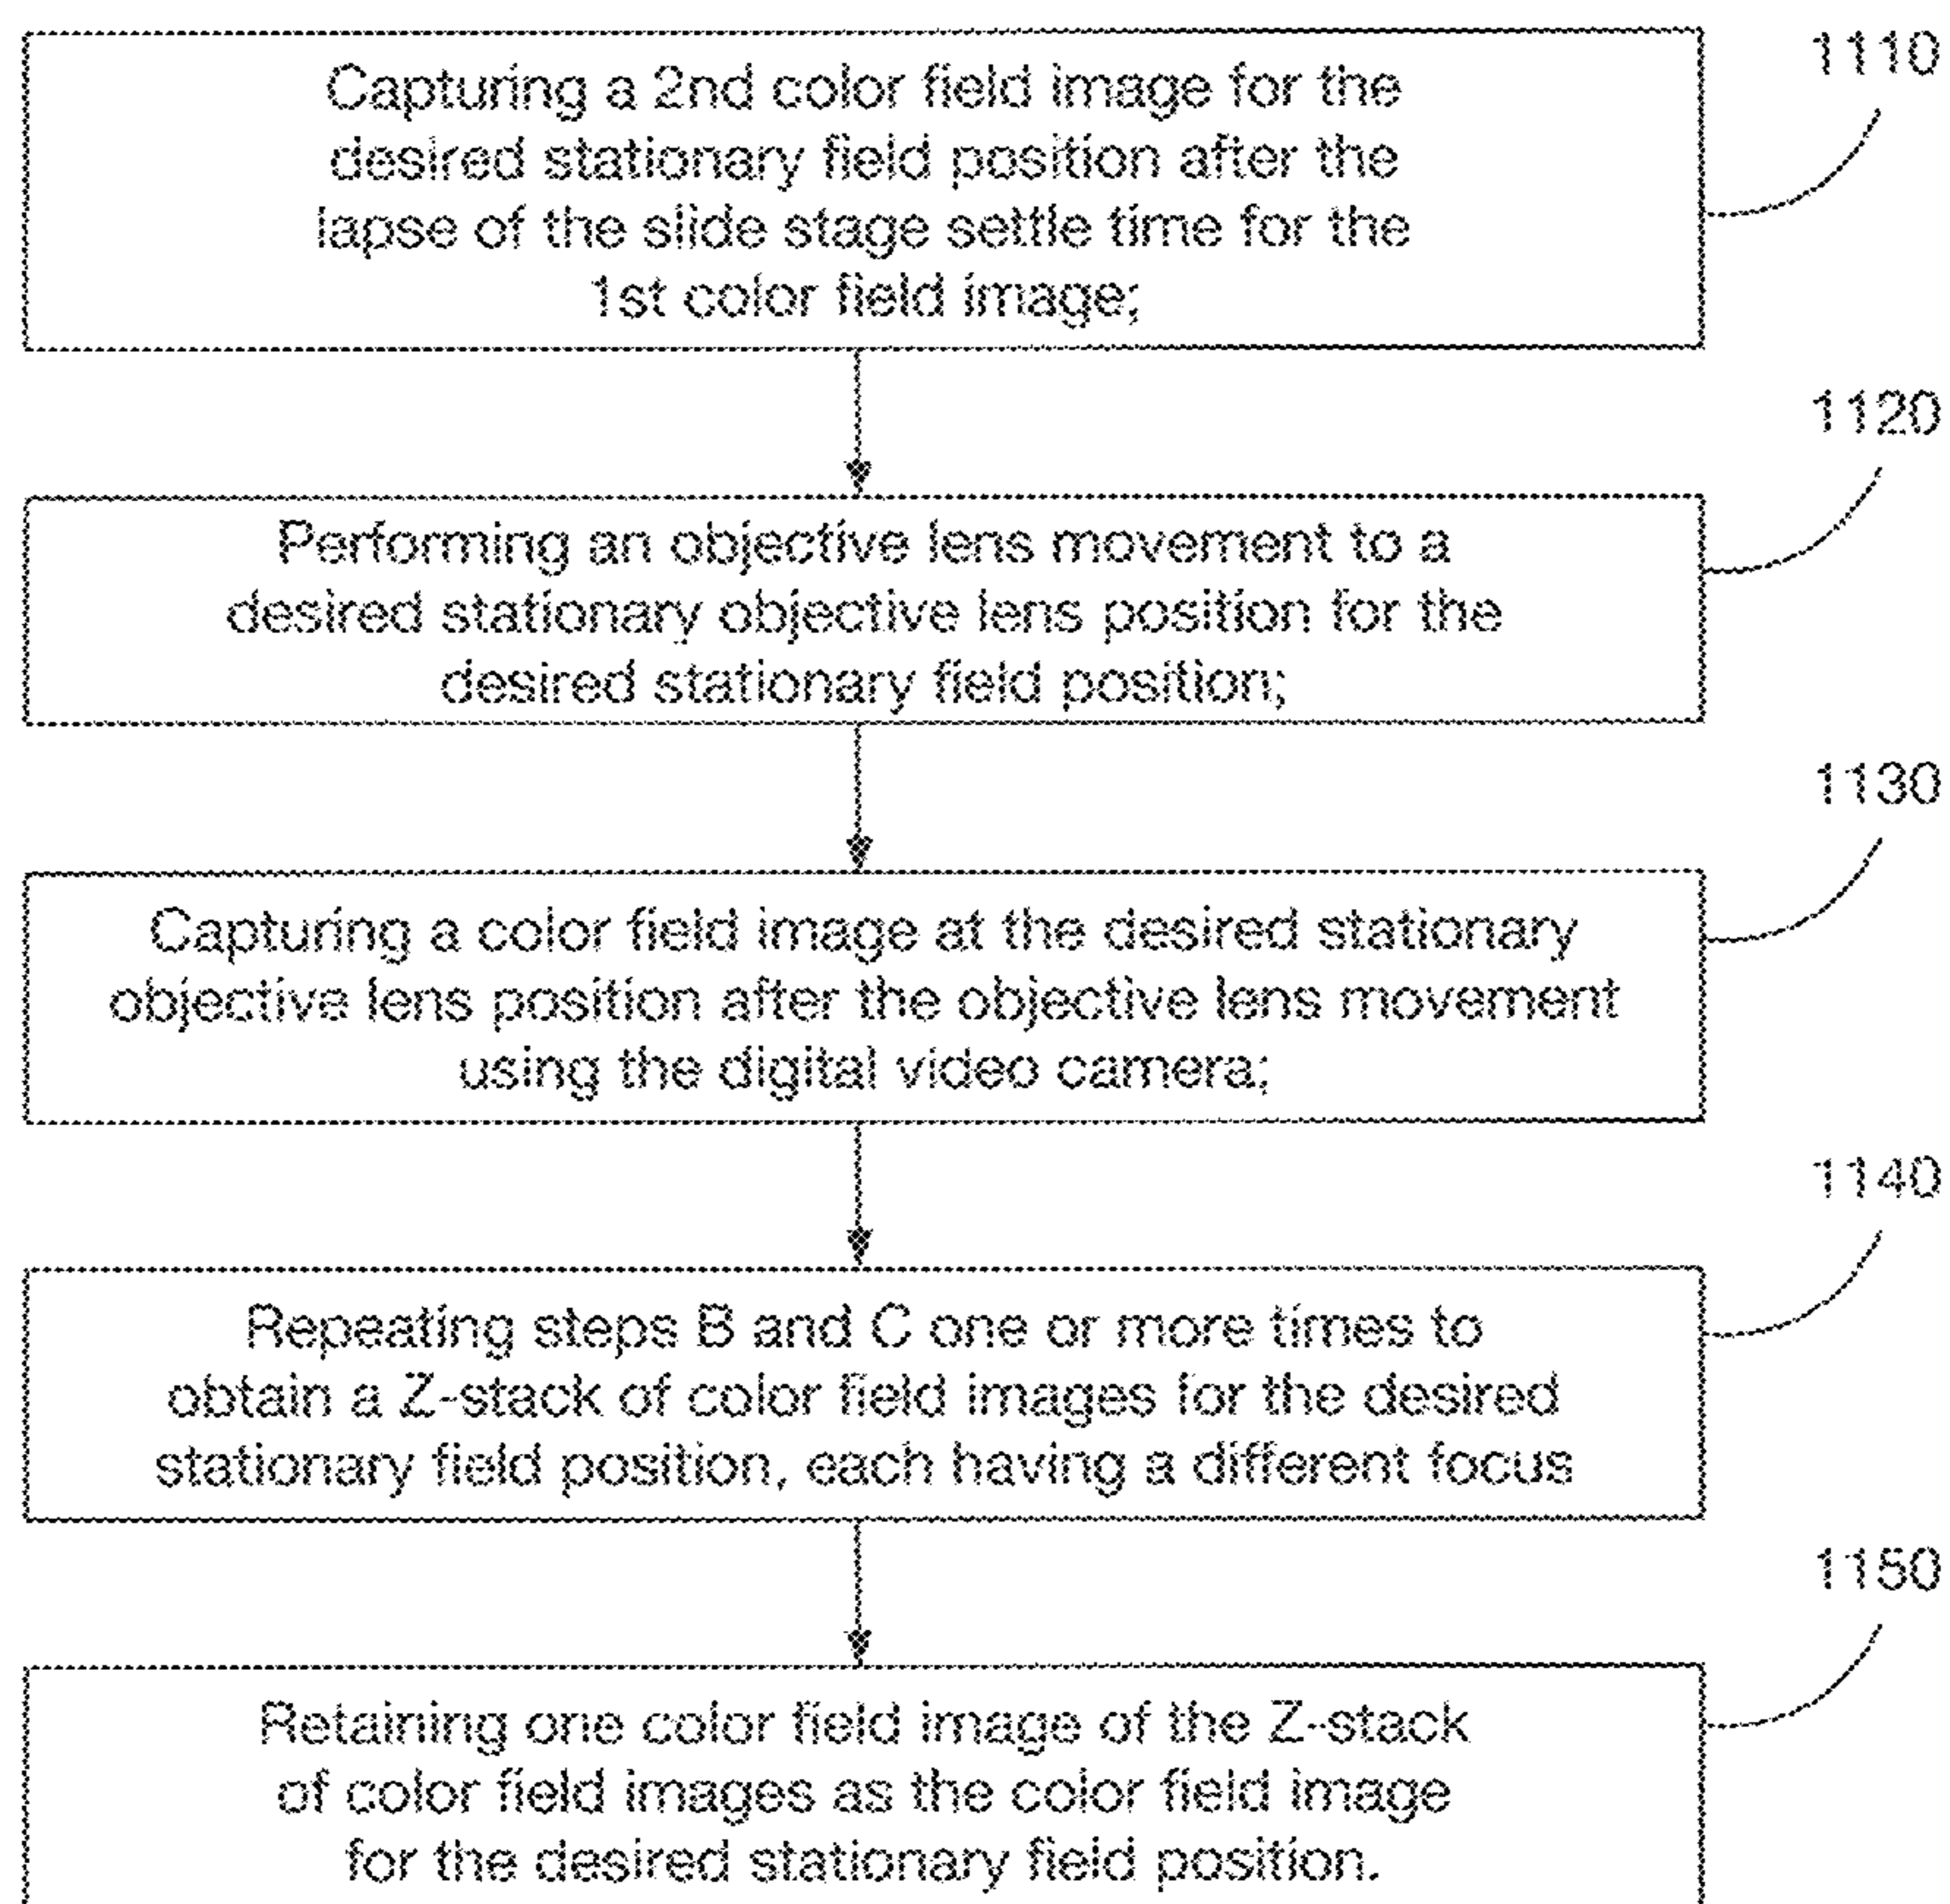 1110
Capturing a 2nd color field image for the
desired stationary field position after the
lapse of the slide stage settle time for the
1st color field image;
1120
Performing an objective lens movement to a
desired stationary objective lens position for the
desired stationary field position;
1130
Capturing a color field image at the desired stationary
objective lens position after the objective lens movement
using the digital video camera;
1140
Repeating steps B and C one or more times to
obtain a Z-stack of color field images for the desired
stationary field position, each having a different focus
1150
Retaining one color field image of the Z-stack
of color field images as the color field image
for the desired stationary field position.